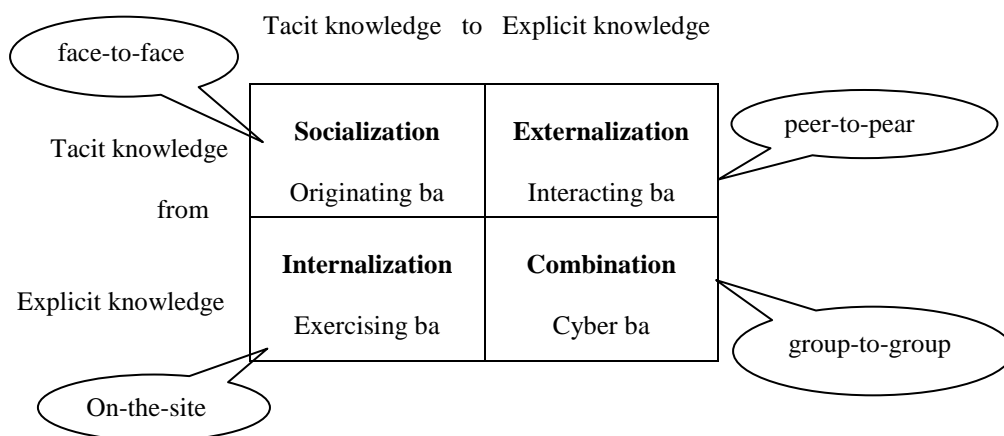 Tacit knowledge to Explicit knowledge
face-to-face
Socialization
Externalization
peer-to-pear
Tacit knowledge
Originating ba
Interacting ba
from
Internalization
Combination
Explicit knowledge
Exercising ba
Cyber ba
group-to-group
On-the-site